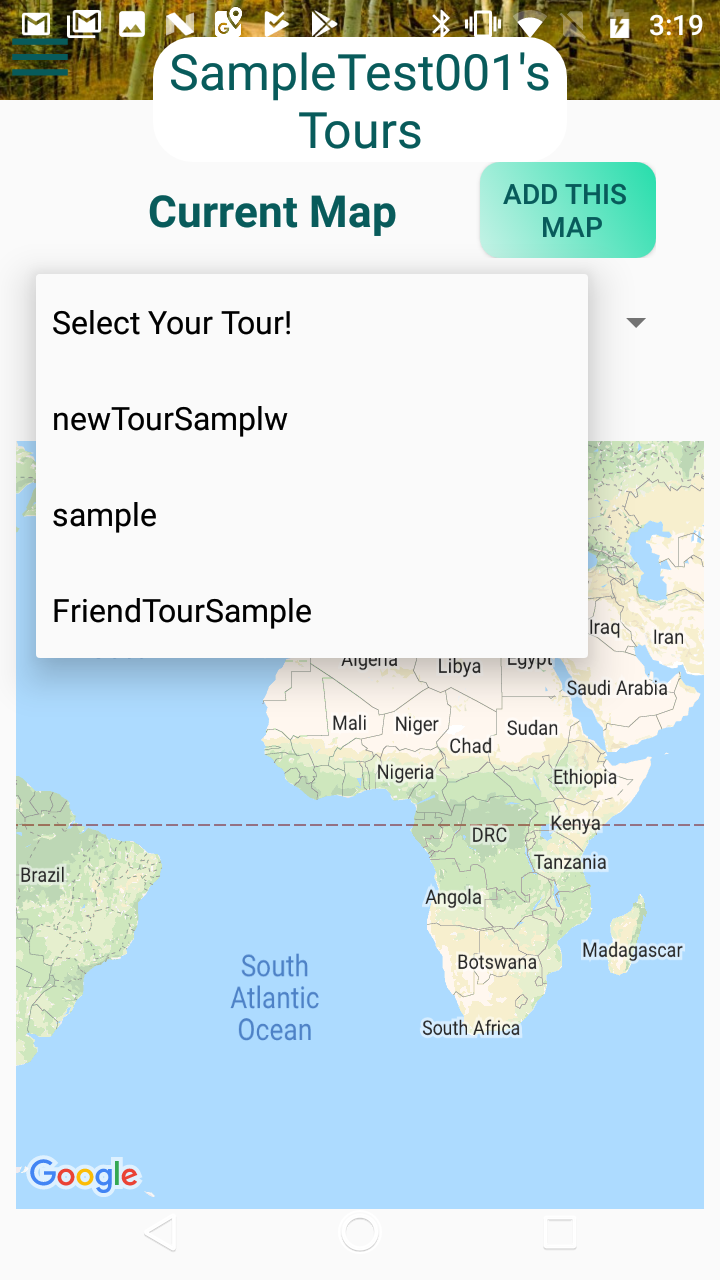 3:19
SampleTest001's
Tours
Current Map
ADD THIS
MAP
Select Your Tour!
newTourSamplw
sample
FriendTourSample
Iraq
Iran
Algeria
Libya
Egypt
Saudi Arabia
Mali
Niger
Sudan
Chad
Nigeria
Ethiopia
Kenya
DRC
Tanzania
Brazil
Angola
Madagascar
Botswana
South
Atlantic
Ocean
South Africa
Google